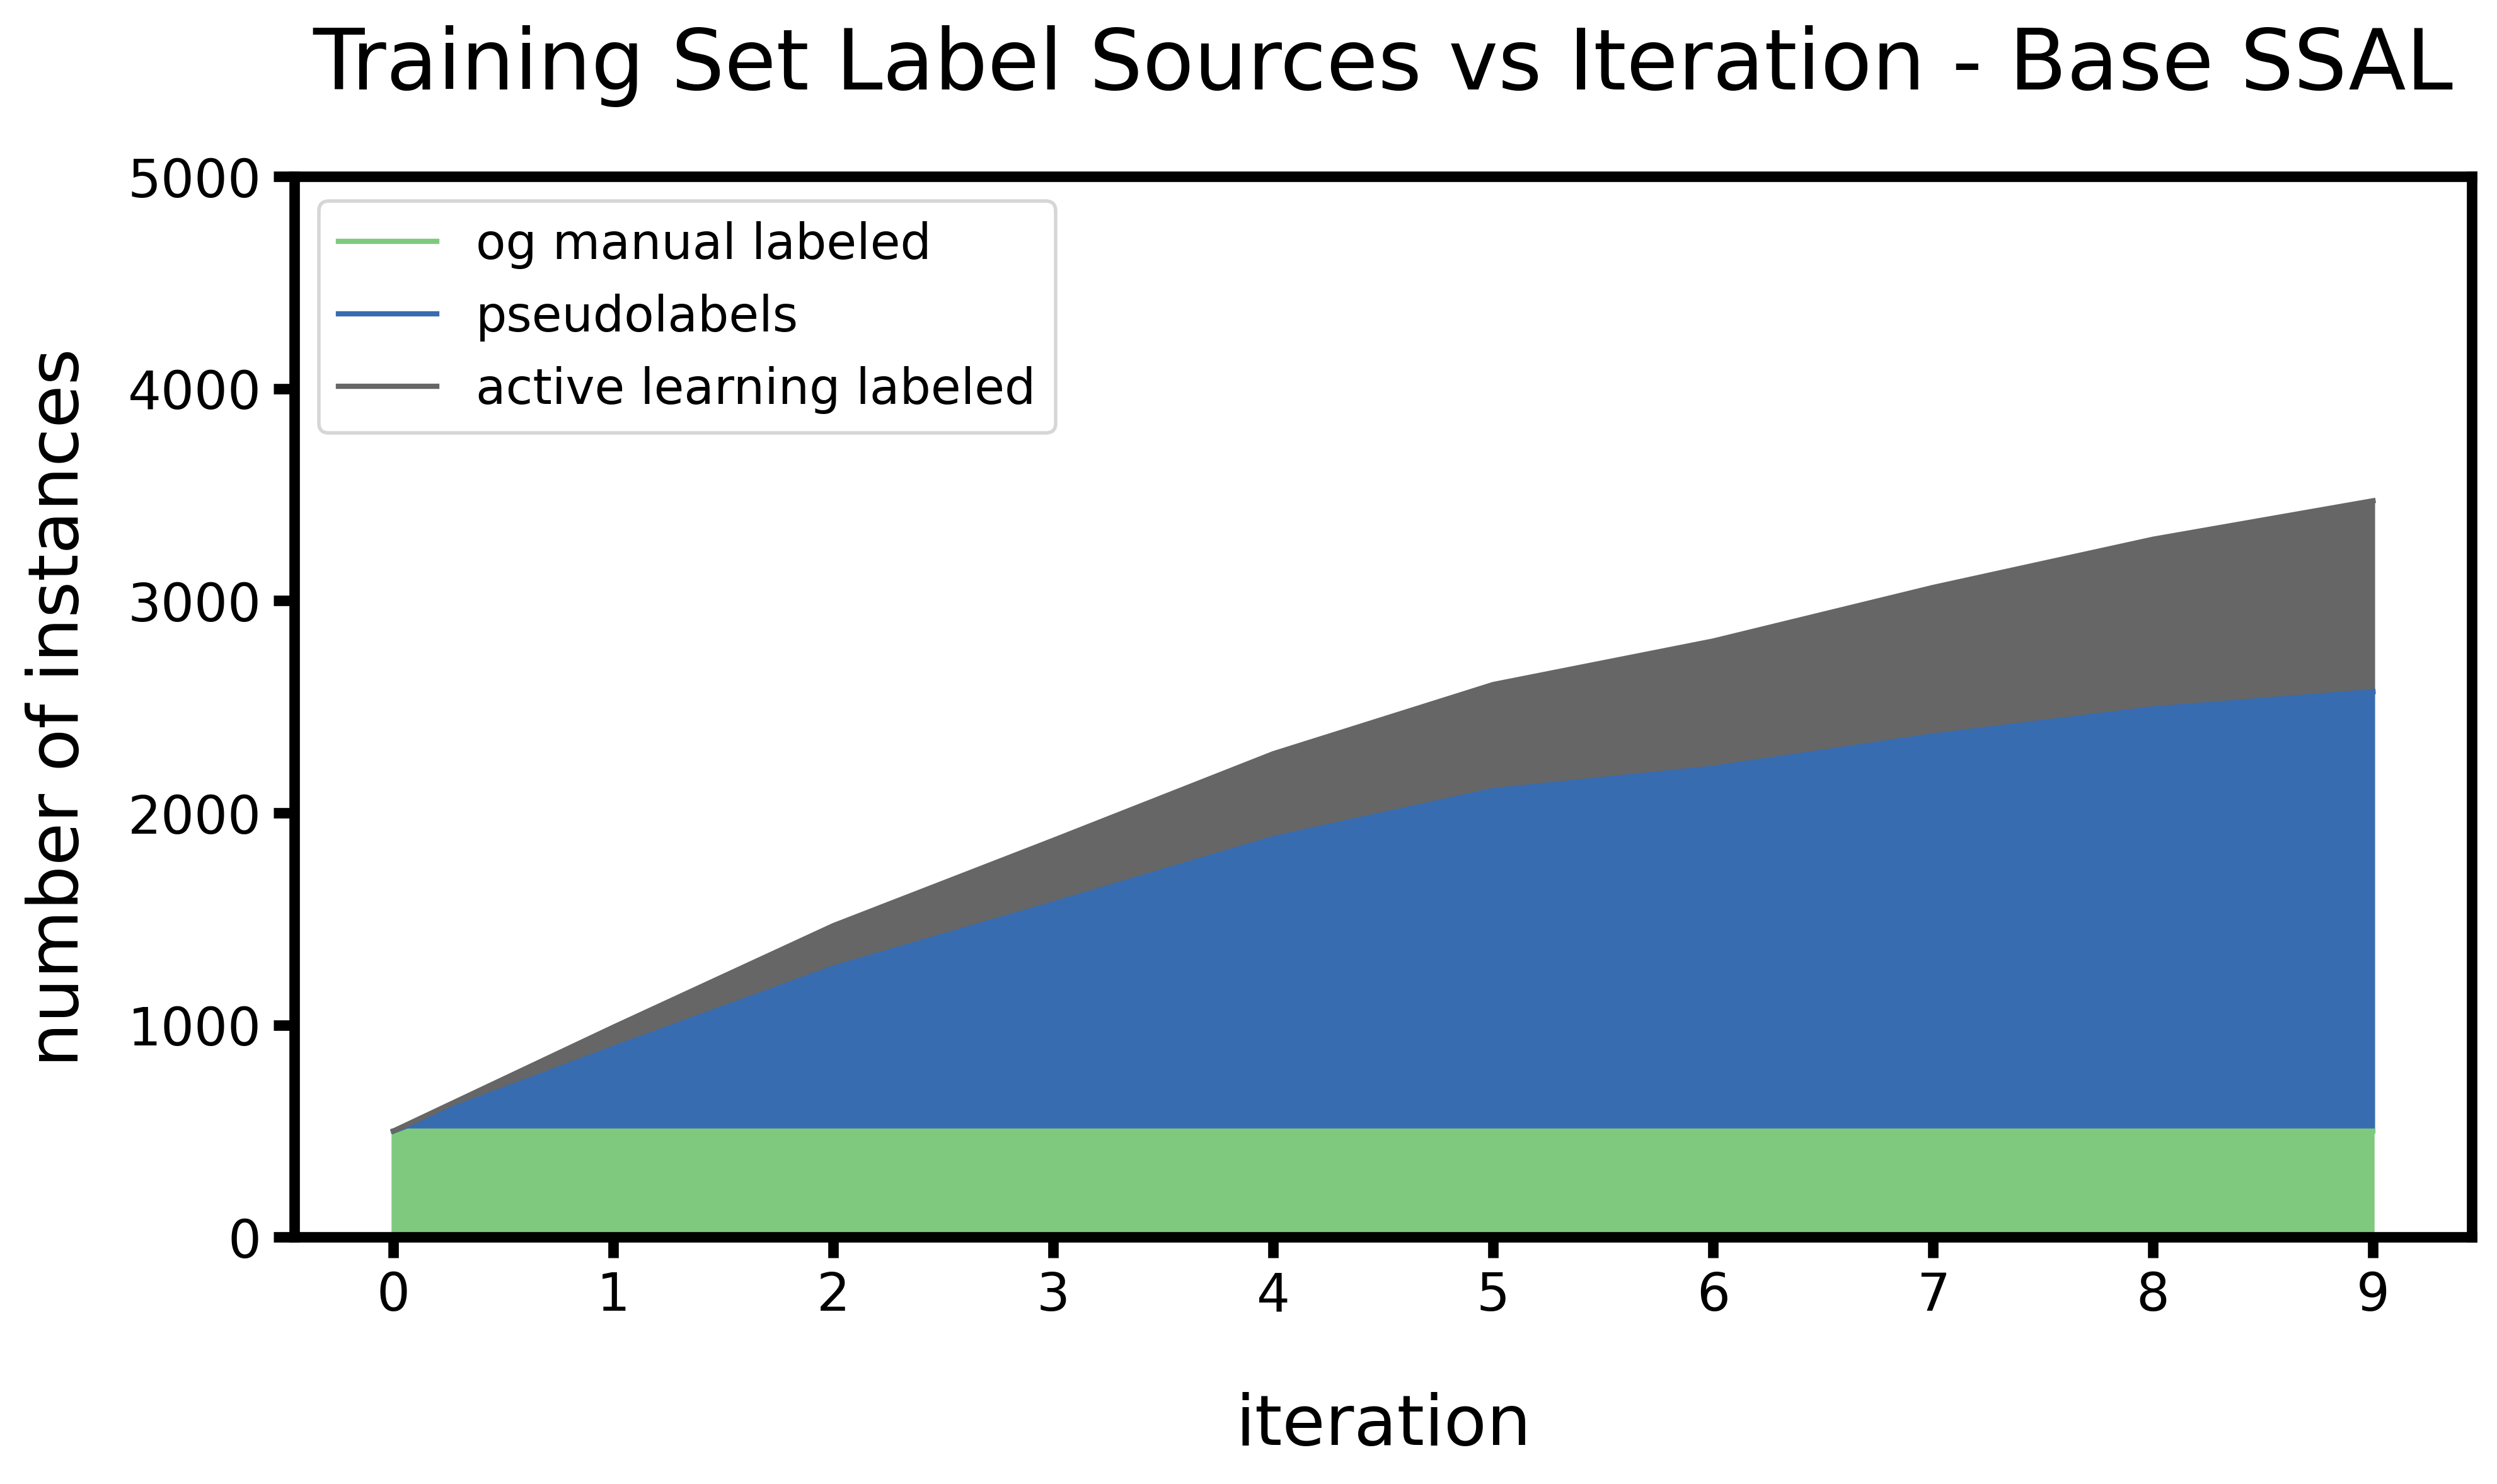 Training Set Label Sources vs Iteration - Base SSAL
number of instances
5000
4000
3000
2000
1000
0
og manual labeled
pseudolabels
active learning labeled
0 1 2 3 4 5 6 7 8 9
iteration